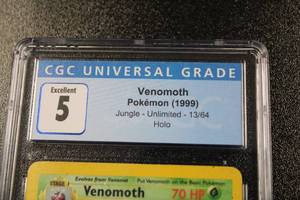 CGC UNIVERSAL GRADE
Excellent
5
Venomoth
Pokémon (1999)
Jungle - Unlimited - 13/64
Holo
Evolves from Venonat
Put Venomoth on the Basic Pokémon
STAGE 1
Venomoth
70 HP